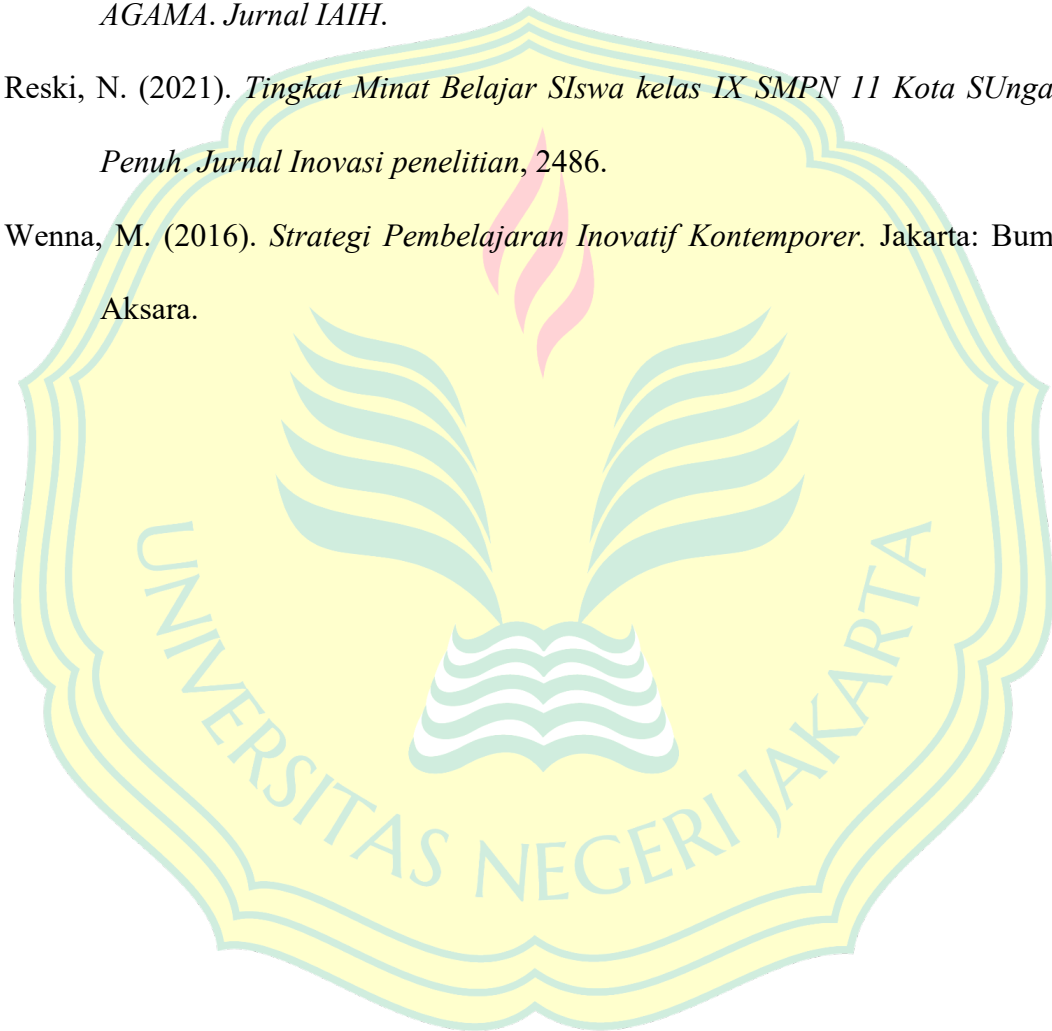 AGAMA. Jurnal IAIH.
Reski, N. (2021). Tingkat Minat Belajar SIswa kelas IX SMPN 11 Kota SUnga
Penuh. Jurnal Inovasi penelitian, 2486.
Wenna, M. (2016). Strategi Pembelajaran Inovatif Kontemporer. Jakarta: Bum
Aksara.
UNIVERSITAS NEGERI JAKARTA